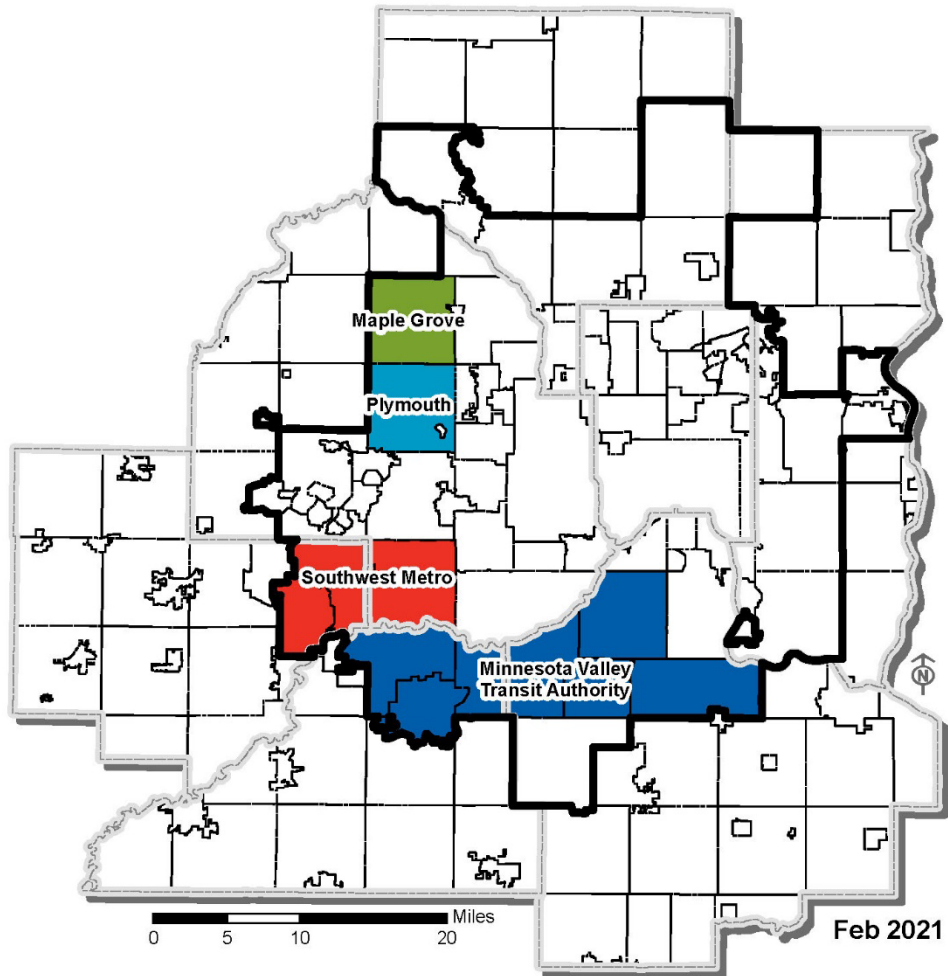 Maple Grove
Plymouth
Southwest Metro
Minnesota Valley
Transit Authority
N
Miles
0 5 10 20
Feb 2021